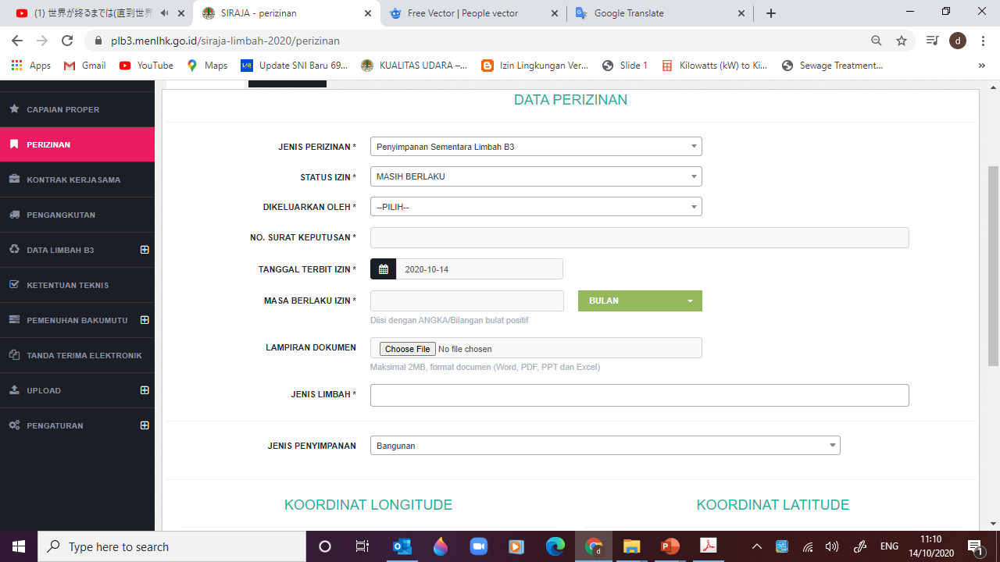 (1) 世界が終るまでは(直到世界
SIRAJA - perizinan
Free Vector | People vector
Google Translate
plb3.menlhk.go.id/siraja-limbah-2020/perizinan
d
Apps
Gmail
YouTube
Maps
Update SNI Baru 69...
KUALITAS UDARA –...
Izin Lingkungan Ver...
Slide 1
Kilowatts (kW) to Ki...
Sewage Treatment...
»
CAPAIAN PROPER
PERIZINAN
KONTRAK KERJASAMA
PENGANGKUTAN
DATA LIMBAH B3
KETENTUAN TEKNIS
PEMENUHAN BAKUMUTU
TANDA TERIMA ELEKTRONIK
UPLOAD
PENGATURAN
DATA PERIZINAN
JENIS PERIZINAN * Penyimpanan Sementara Limbah B3
STATUS IZIN * MASIH BERLAKU
DIKELUARKAN OLEH * --PILIH--
NO. SURAT KEPUTUSAN *
TANGGAL TERBIT IZIN * 2020-10-14
MASA BERLAKU IZIN * BULAN
Diisi dengan ANGKA/Bilangan bulat positif
LAMPIRAN DOKUMEN Choose File No file chosen
Maksimal 2MB, format documen (Word, PDF, PPT dan Excel)
JENIS LIMBAH *
JENIS PENYIMPANAN Bangunan
KOORDINAT LONGITUDE KOORDINAT LATITUDE
Type here to search
d
ENG
11:10
14/10/2020
1